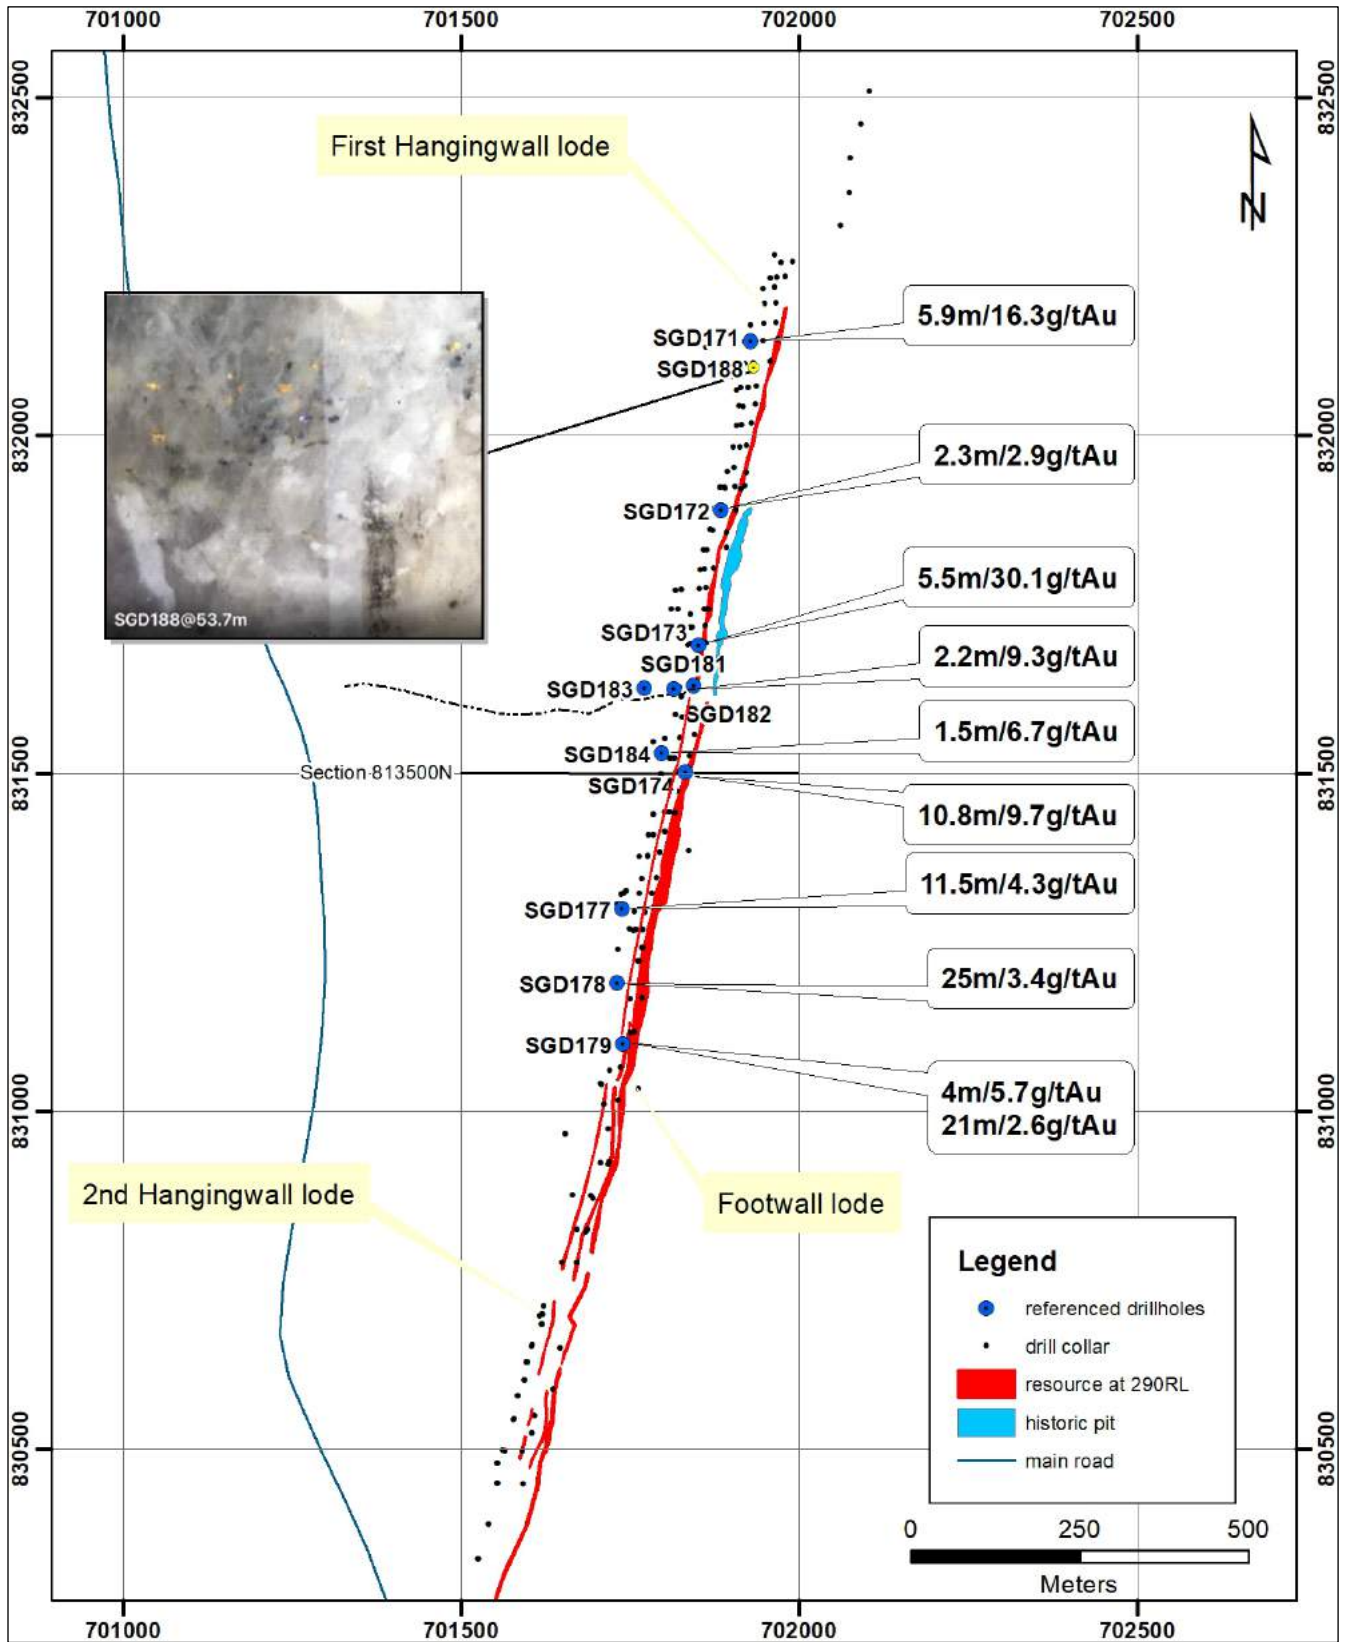 701000 701500 702000 702500
832500 832500
First Hangingwall lode
N
SGD171
5.9m/16.3g/tAu
SGD188
832000 832000
2.3m/2.9g/tAu
SGD172
5.5m/30.1g/tAu
SGD188@53.7m
SGD173
SGD181
2.2m/9.3g/tAu
SGD183
SGD182
1.5m/6.7g/tAu
SGD184
831500 831500
Section 813500N
SGD174
10.8m/9.7g/tAu
11.5m/4.3g/tAu
SGD177
25m/3.4g/tAu
SGD178
SGD179
4m/5.7g/tAu
21m/2.6g/tAu
831000 831000
2nd Hangingwall lode
Footwall lode
Legend
referenced drillholes
drill collar
resource at 290RL
historic pit
main road
830500 830500
0 250 500
Meters
701000 701500 702000 702500